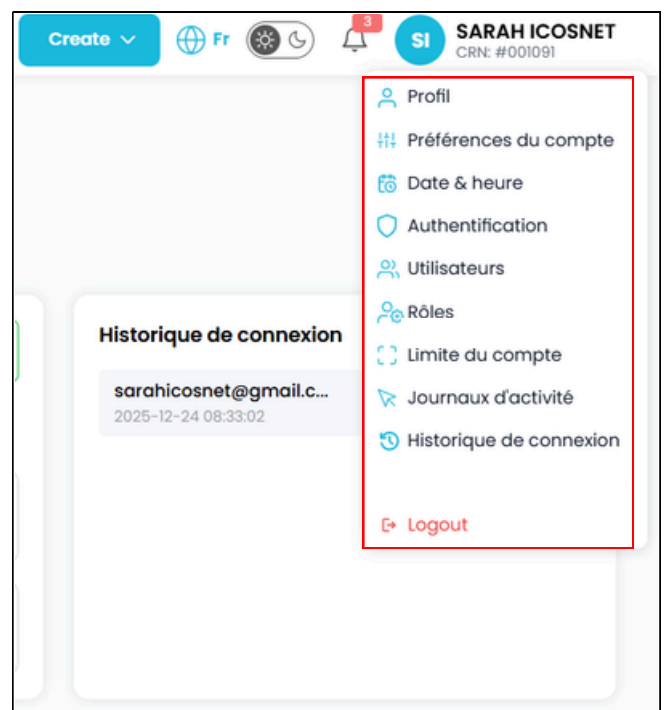 Create
Fr
3
SI
SARAH ICOSNET
CRN: #001091
Profil
Préférences du compte
Date & heure
Authentification
Utilisateurs
Rôles
Limite du compte
Journaux d'activité
Historique de connexion
Logout
Historique de connexion
sarahicosnet@gmail.c...
2025-12-24 08:33:02